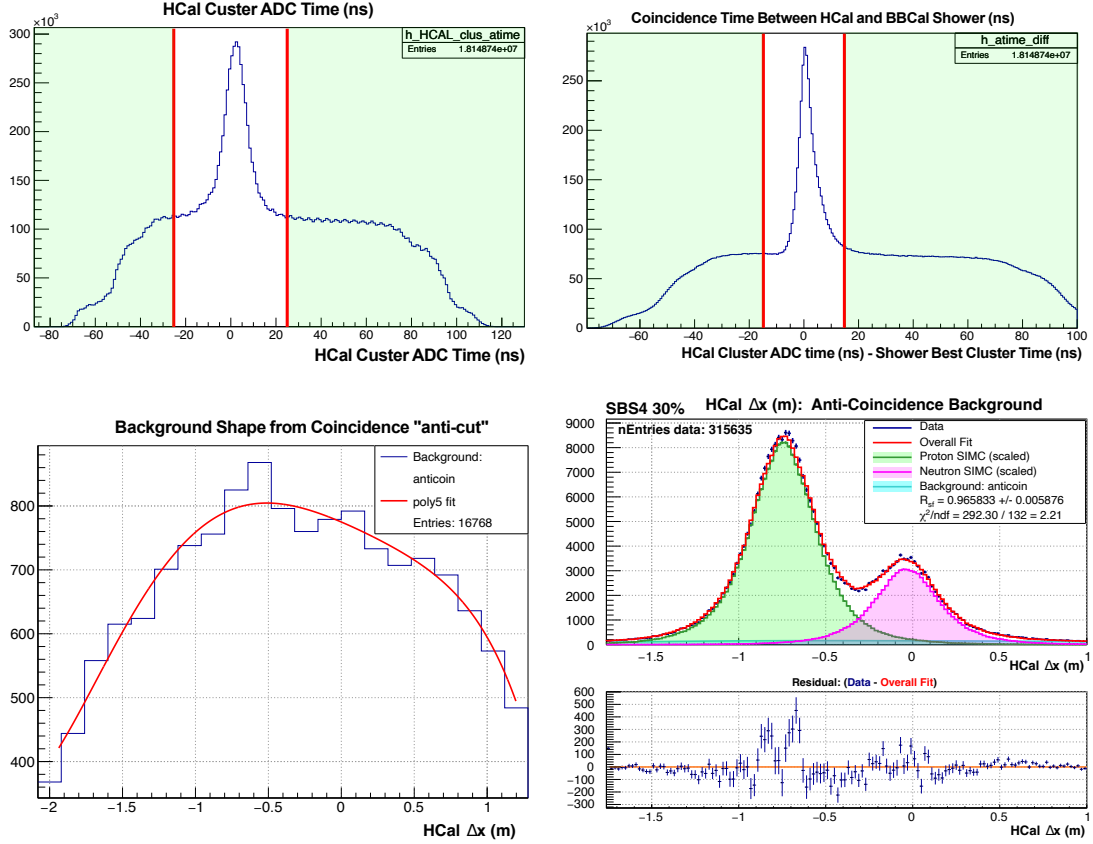 HCal Custer ADC Time (ns)
×10³
h_HCAL_clus_atime
Entries 1.814874e+07
300
250
200
150
100
50
0
−80 −60 −40 −20 0 20 40 60 80 100 120
HCal Custer ADC Time (ns)
Coincidence Time Between HCal and BBCal Shower (ns)
×10³
h_atime_diff
Entries 1.814874e+07
250
200
150
100
50
0
−60 −40 −20 0 20 40 60 80 100
HCal Cluster ADC time (ns) - Shower Best Cluster Time (ns)
Background Shape from Coincidence "anti-cut"
Background:
anticoin
poly5 fit
Entries: 16768
800
700
600
500
400
−2 −1.5 −1 −0.5 0 0.5 1
HCal Δx (m)
SBS4 30% HCal Δx (m): Anti-Coincidence Background
nEntries data: 315635
Data
Overall Fit
Proton SIMC (scaled)
Neutron SIMC (scaled)
Background: anticoin
R_sf = 0.965833 +/- 0.005876
χ²/ndf = 292.30 / 132 = 2.21
9000
8000
7000
6000
5000
4000
3000
2000
1000
0
−1.5 −1 −0.5 0 0.5 1
HCal Δx (m)
Residual: (Data - Overall Fit)
600
500
400
300
200
100
0
−100
−200
−300
−1.5 −1 −0.5 0 0.5 1
HCal Δx (m)